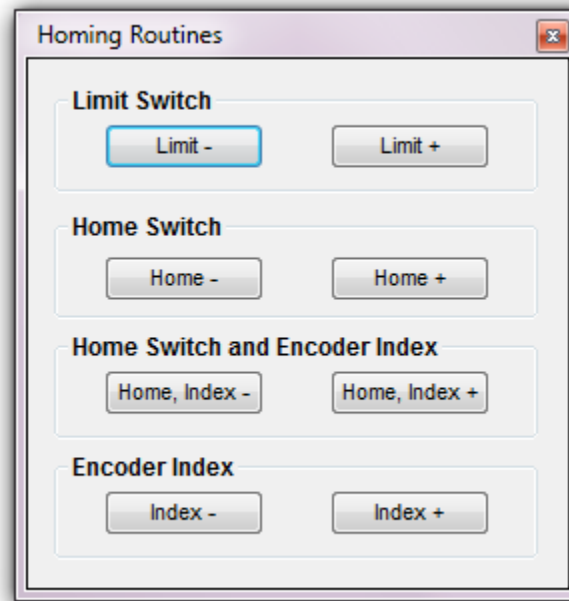 Homing Routines
Limit Switch
Limit -
Limit +
Home Switch
Home -
Home +
Home Switch and Encoder Index
Home, Index -
Home, Index +
Encoder Index
Index -
Index +